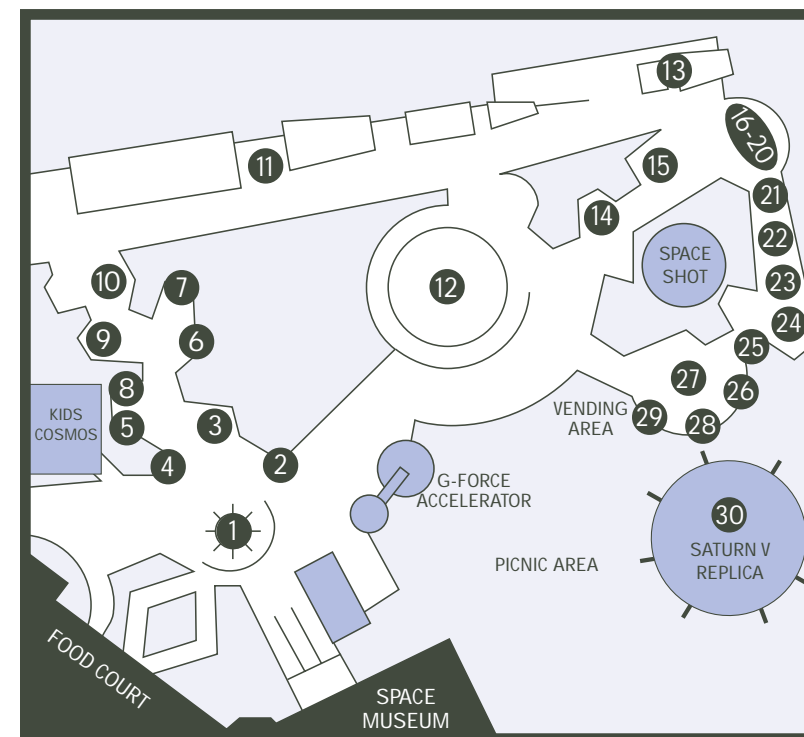 13
16-20
11
15
21
14
22
SPACE
SHOT
10
7
12
23
24
9
6
25
27
8
26
KIDS
COSMOS
5
3
VENDING
AREA
29
28
4
2
G-FORCE
ACCELERATOR
1
30
SATURN V
REPLICA
PICNIC AREA
FOOD COURT
SPACE
MUSEUM